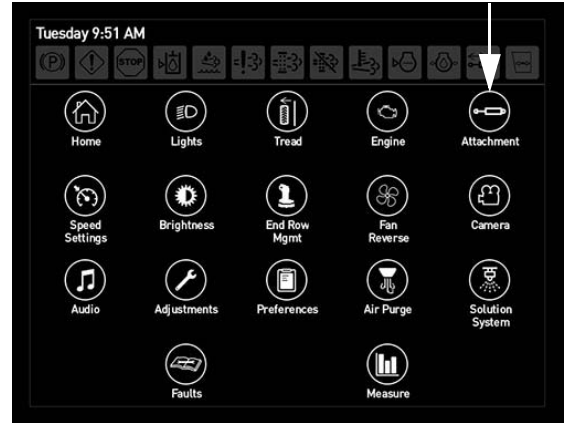 Tuesday 9:51 AM
P
STOP
Home
Lights
Tread
Engine
Attachment
Speed
Settings
Brightness
End Row
Mgmt
Fan
Reverse
Camera
Audio
Adjustments
Preferences
Air Purge
Solution
System
Faults
Measure